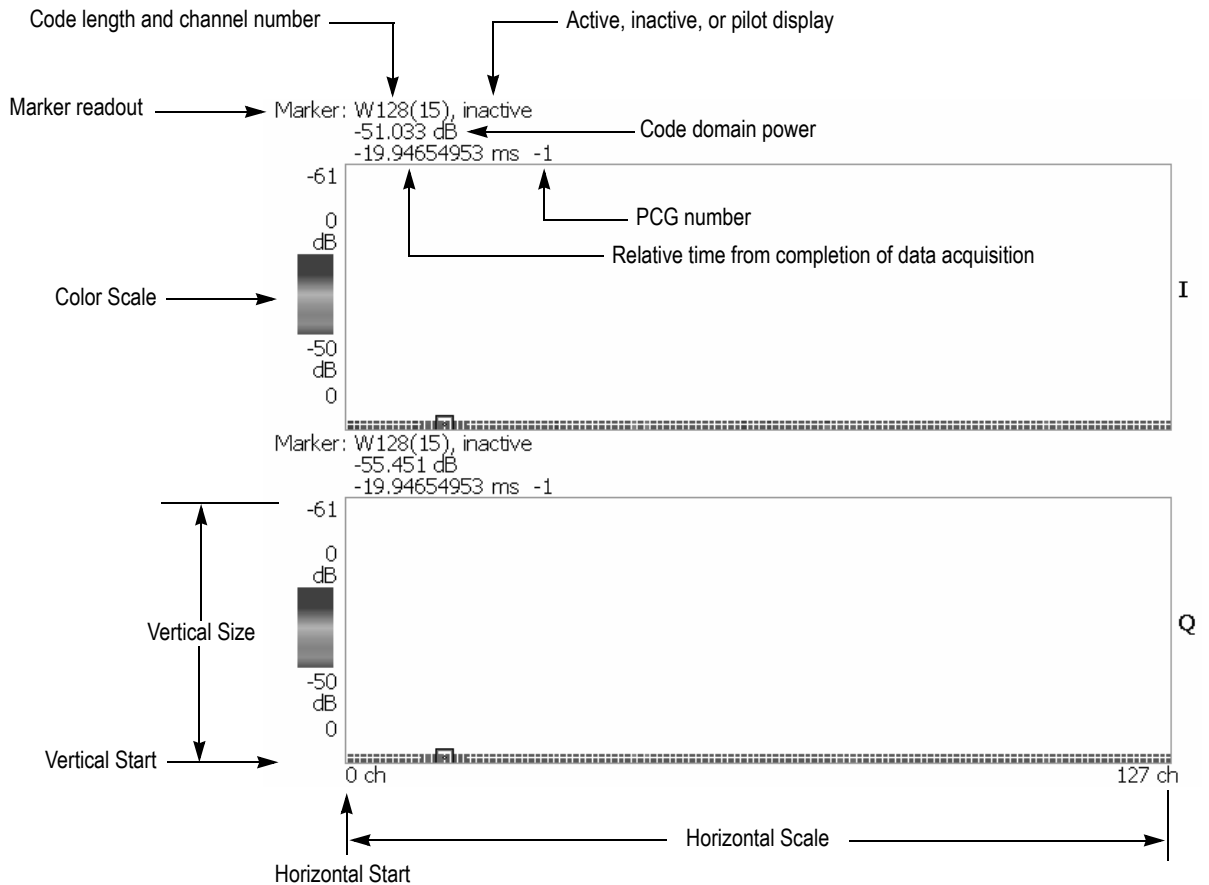 Code length and channel number
Active, inactive, or pilot display
Marker readout
Marker: W128(15), inactive
-51.033 dB
Code domain power
-19.94654953 ms -1
-61
PCG number
0
dB
Relative time from completion of data acquisition
Color Scale
I
-50
dB
0
Marker: W128(15), inactive
-55.451 dB
-19.94654953 ms -1
-61
0
dB
Vertical Size
Q
-50
dB
0
Vertical Start
0 ch
127 ch
Horizontal Scale
Horizontal Start